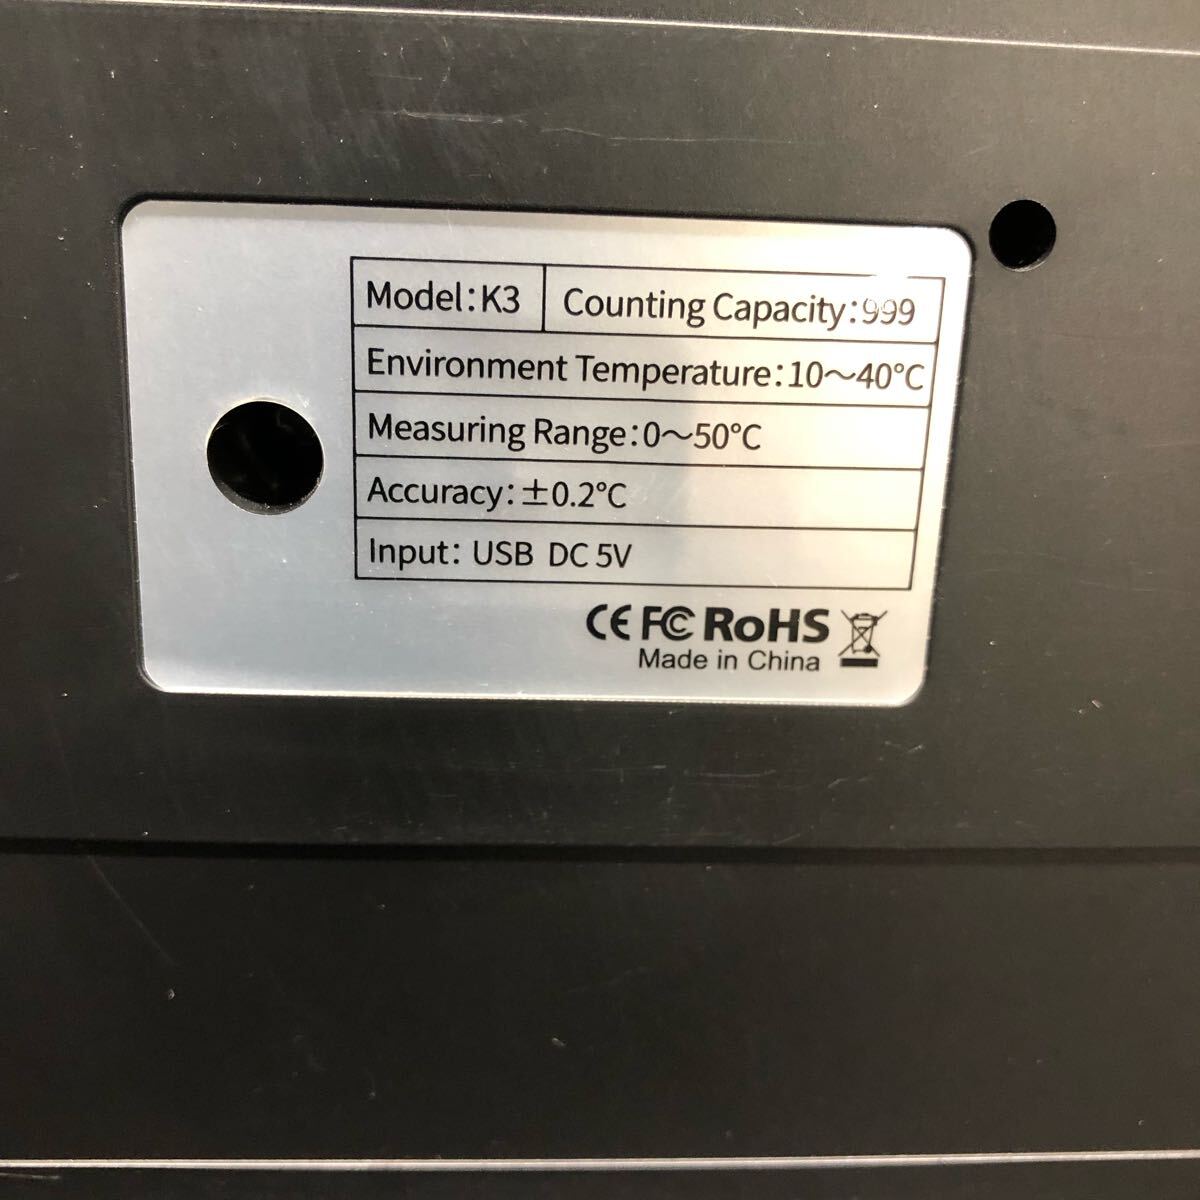 Model:K3 Counting Capacity:999
Environment Temperature:10～40℃
Measuring Range:0～50℃
Accuracy:±0.2℃
Input: USB DC 5V
CE FC RoHS
Made in China